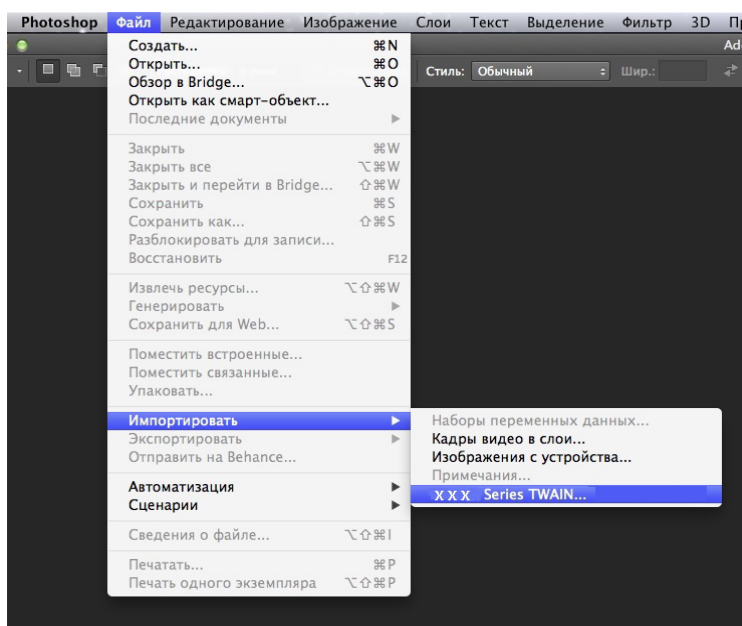 Photoshop Файл Редактирование Изображение Слои Текст Выделение Фильтр 3D
Ad
Стиль: Обычный Шир.:
Создать... ⌘N
Открыть... ⌘O
Обзор в Bridge... ⌥⌘O
Открыть как смарт-объект...
Последние документы ▶
Закрыть ⌘W
Закрыть все ⌥⌘W
Закрыть и перейти в Bridge... ⇧⌘W
Сохранить ⌘S
Сохранить как... ⇧⌘S
Разблокировать для записи...
Восстановить F12
Извлечь ресурсы... ⌥⇧⌘W
Генерировать ▶
Сохранить для Web... ⌥⇧⌘S
Поместить встроенные...
Поместить связанные...
Упаковать...
Импортировать ▶
Экспортировать ▶
Отправить на Behance...
Автоматизация ▶
Сценарии ▶
Сведения о файле... ⌥⇧⌘I
Печатать... ⌘P
Печать одного экземпляра ⌥⇧⌘P
Наборы переменных данных...
Кадры видео в слои...
Изображения с устройства...
Примечания...
X X X Series TWAIN...